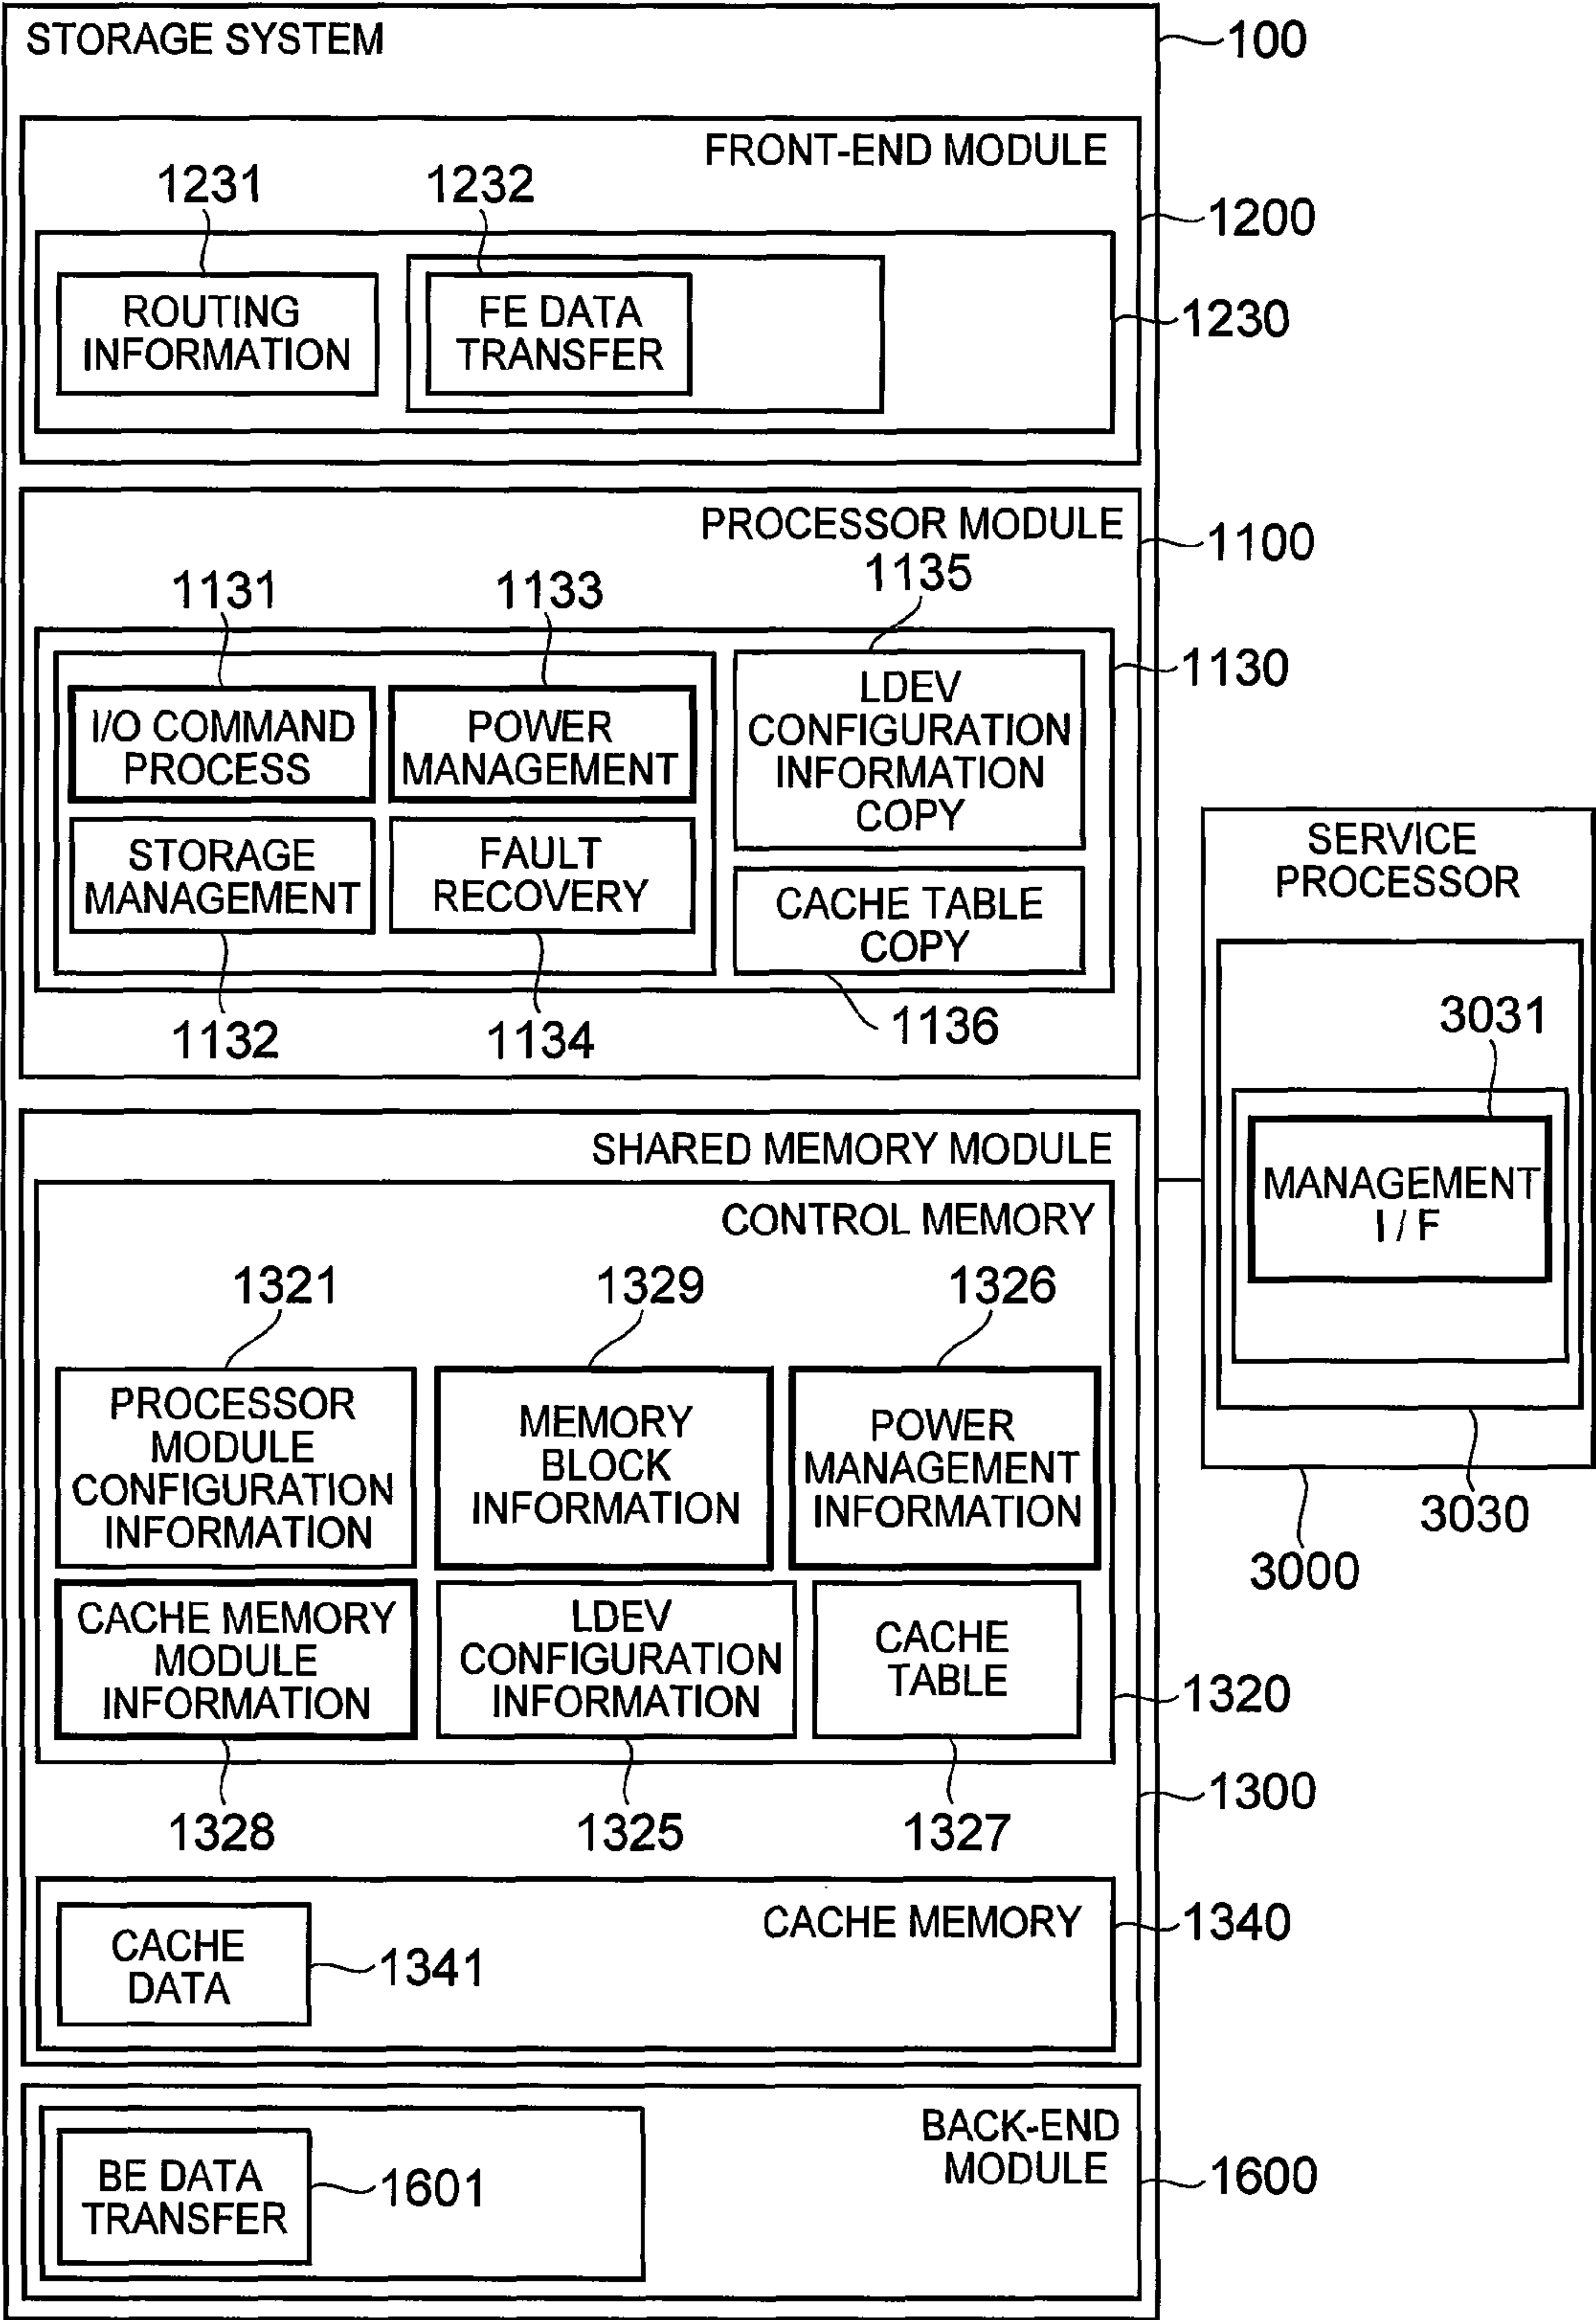 STORAGE SYSTEM
100
FRONT-END MODULE
1231
1232
1200
ROUTING
INFORMATION
FE DATA
TRANSFER
1230
PROCESSOR MODULE
1100
1131
1133
1135
1130
I/O COMMAND
PROCESS
POWER
MANAGEMENT
LDEV
CONFIGURATION
INFORMATION
COPY
STORAGE
MANAGEMENT
FAULT
RECOVERY
CACHE TABLE
COPY
1132
1134
1136
SERVICE
PROCESSOR
3031
MANAGEMENT
I / F
3030
3000
SHARED MEMORY MODULE
CONTROL MEMORY
1321
1329
1326
PROCESSOR
MODULE
CONFIGURATION
INFORMATION
MEMORY
BLOCK
INFORMATION
POWER
MANAGEMENT
INFORMATION
CACHE MEMORY
MODULE
INFORMATION
LDEV
CONFIGURATION
INFORMATION
CACHE
TABLE
1320
1300
1328
1325
1327
CACHE MEMORY
1340
CACHE
DATA
1341
BACK-END
MODULE
1600
BE DATA
TRANSFER
1601